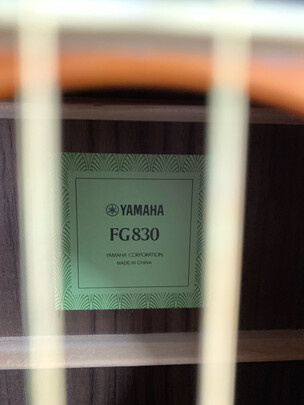 YAMAHA
FG830
YAMAHA CORPORATION
MADE IN CHINA